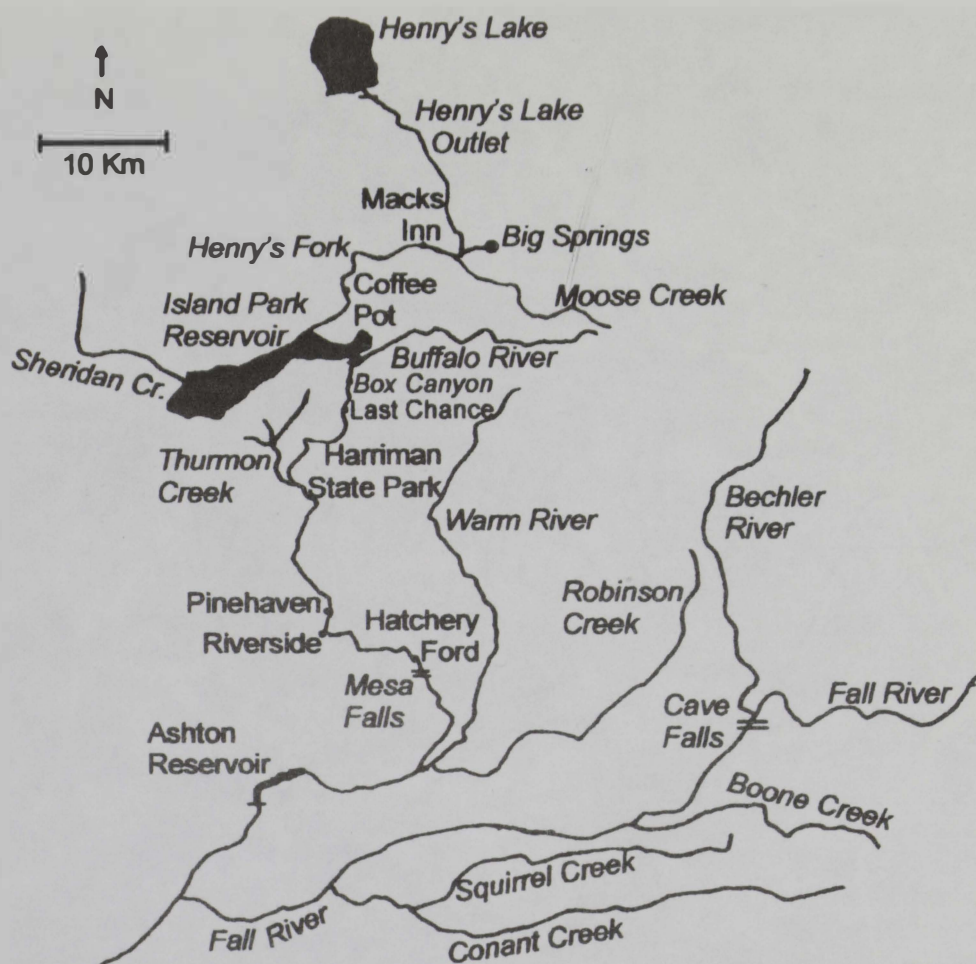 Henry's Lake
N
10 Km
Henry's Lake
Outlet
Macks
Inn
Big Springs
Henry's Fork
Coffee
Pot
Moose Creek
Island Park
Reservoir
Buffalo River
Sheridan Cr.
Box Canyon
Last Chance
Thurmon
Creek
Harriman
State Park
Warm River
Bechler
River
Robinson
Creek
Pinehaven
Riverside
Hatchery
Ford
Mesa
Falls
Cave
Falls
Fall River
Ashton
Reservoir
Boone Creek
Squirrel Creek
Fall River
Conant Creek